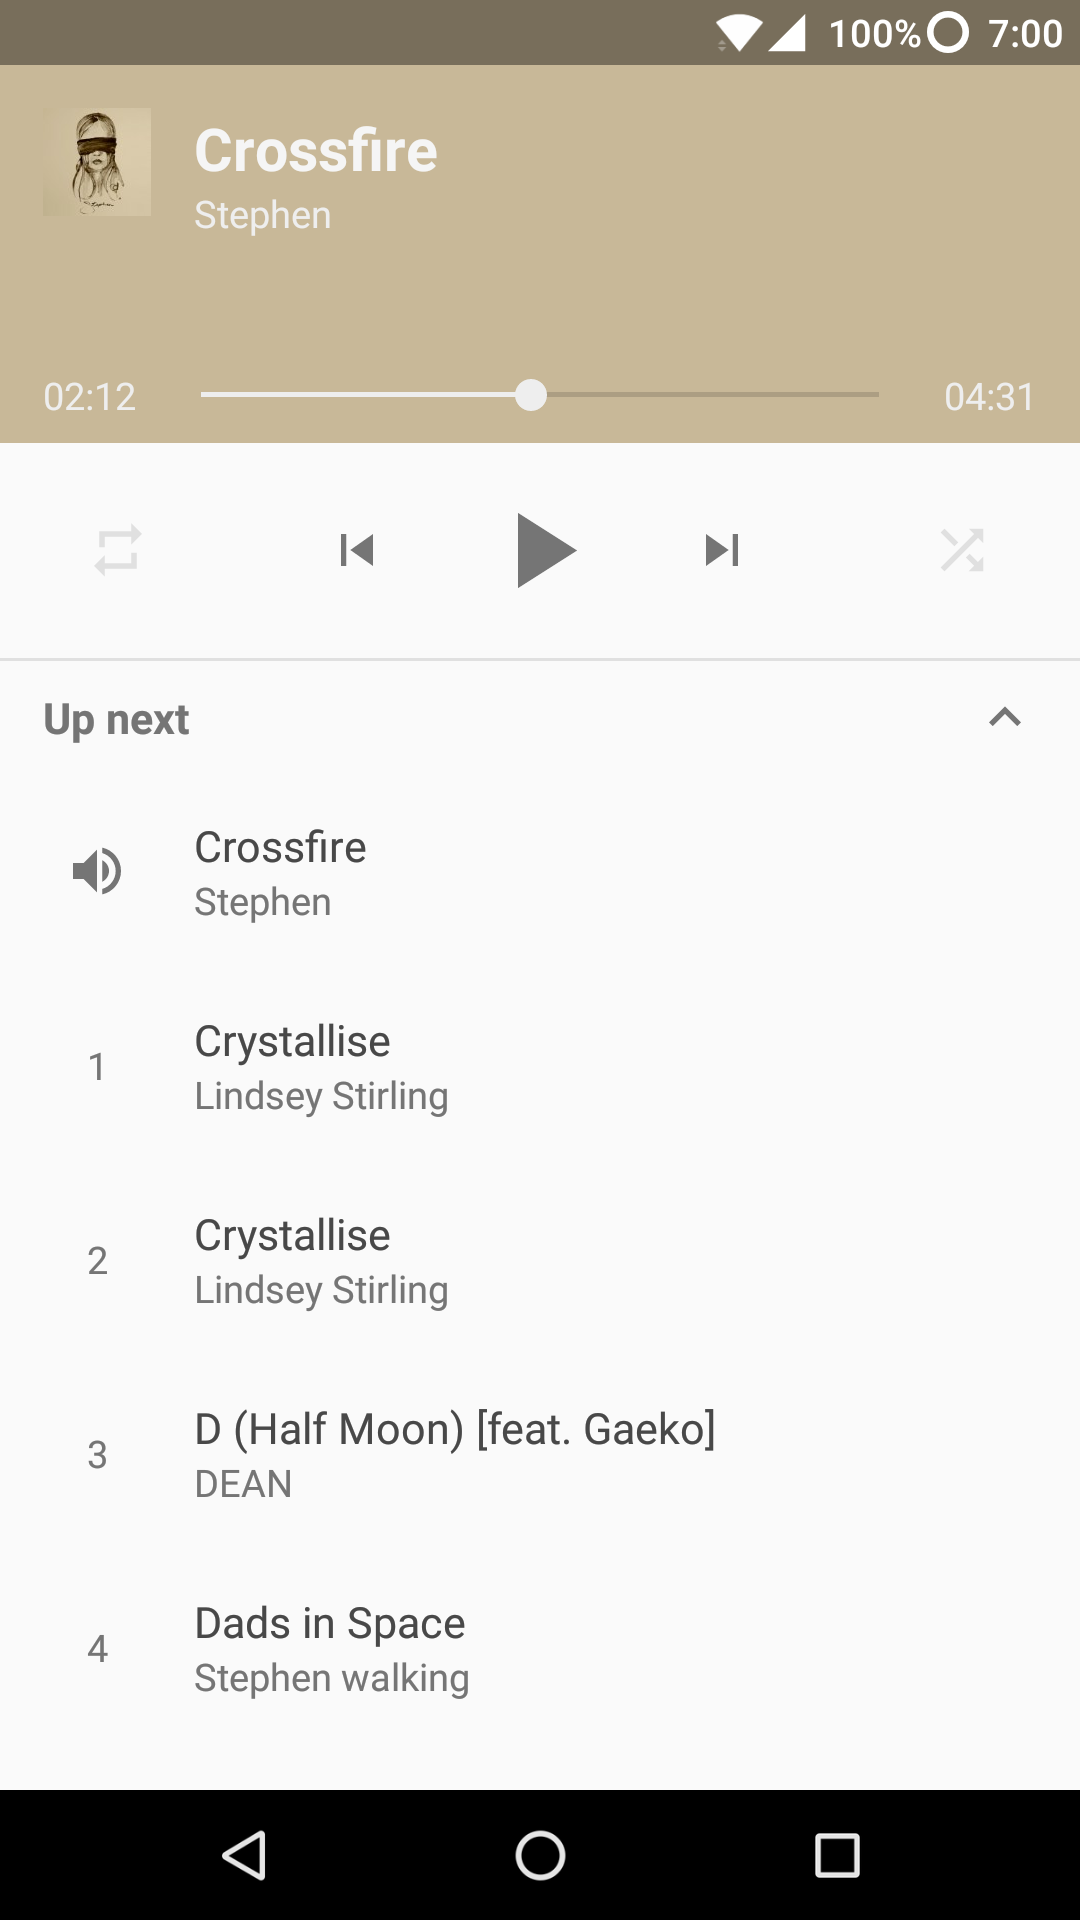 100% 7:00
Crossfire
Stephen
02:12 04:31
Up next
Crossfire
Stephen
1 Crystallise
Lindsey Stirling
2 Crystallise
Lindsey Stirling
3 D (Half Moon) [feat. Gaeko]
DEAN
4 Dads in Space
Stephen walking